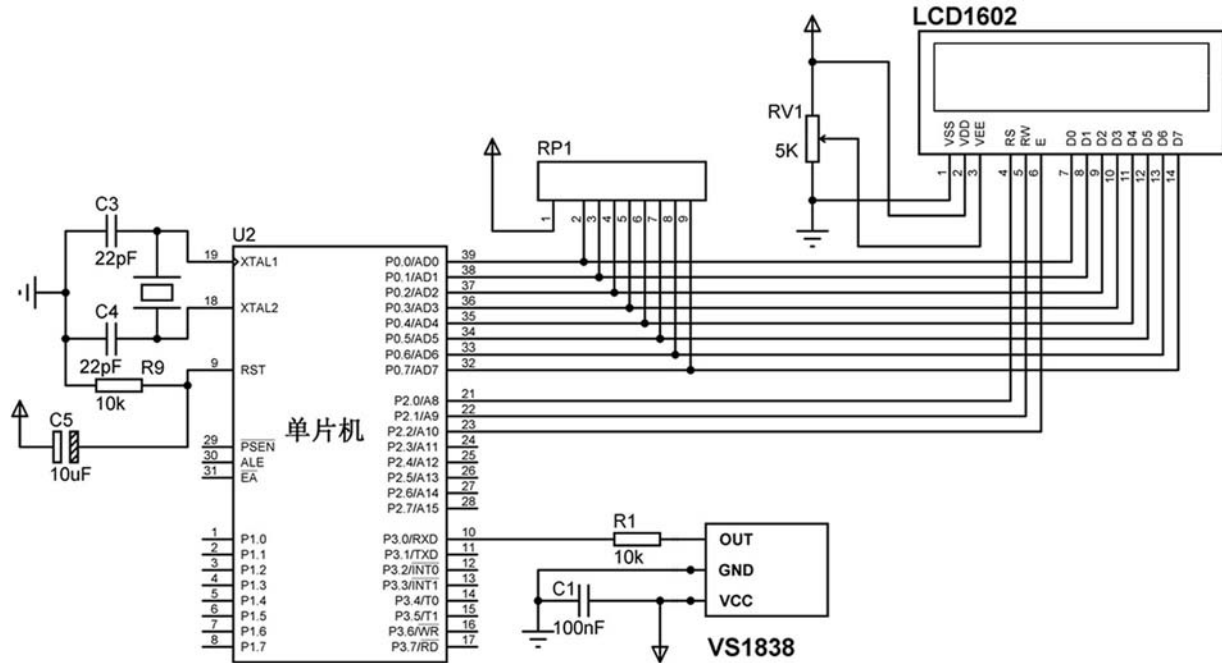 LCD1602
RV1
5K
VSS
VDD
VEE
RS
RW
E
D0
D1
D2
D3
D4
D5
D6
D7
1
2
3
4
5
6
7
8
9
10
11
12
13
14
RP1
1
2
3
4
5
6
7
8
9
C3
22pF
C4
22pF
R9
10k
C5
10uF
U2
单片机
19 XTAL1
18 XTAL2
9 RST
29 PSEN
30 ALE
31 EA
1 P1.0
2 P1.1
3 P1.2
4 P1.3
5 P1.4
6 P1.5
7 P1.6
8 P1.7
P0.0/AD0 39
P0.1/AD1 38
P0.2/AD2 37
P0.3/AD3 36
P0.4/AD4 35
P0.5/AD5 34
P0.6/AD6 33
P0.7/AD7 32
P2.0/A8 21
P2.1/A9 22
P2.2/A10 23
P2.3/A11 24
P2.4/A12 25
P2.5/A13 26
P2.6/A14 27
P2.7/A15 28
P3.0/RXD 10
P3.1/TXD 11
P3.2/INT0 12
P3.3/INT1 13
P3.4/T0 14
P3.5/T1 15
P3.6/WR 16
P3.7/RD 17
R1
10k
C1
100nF
OUT
GND
VCC
VS1838